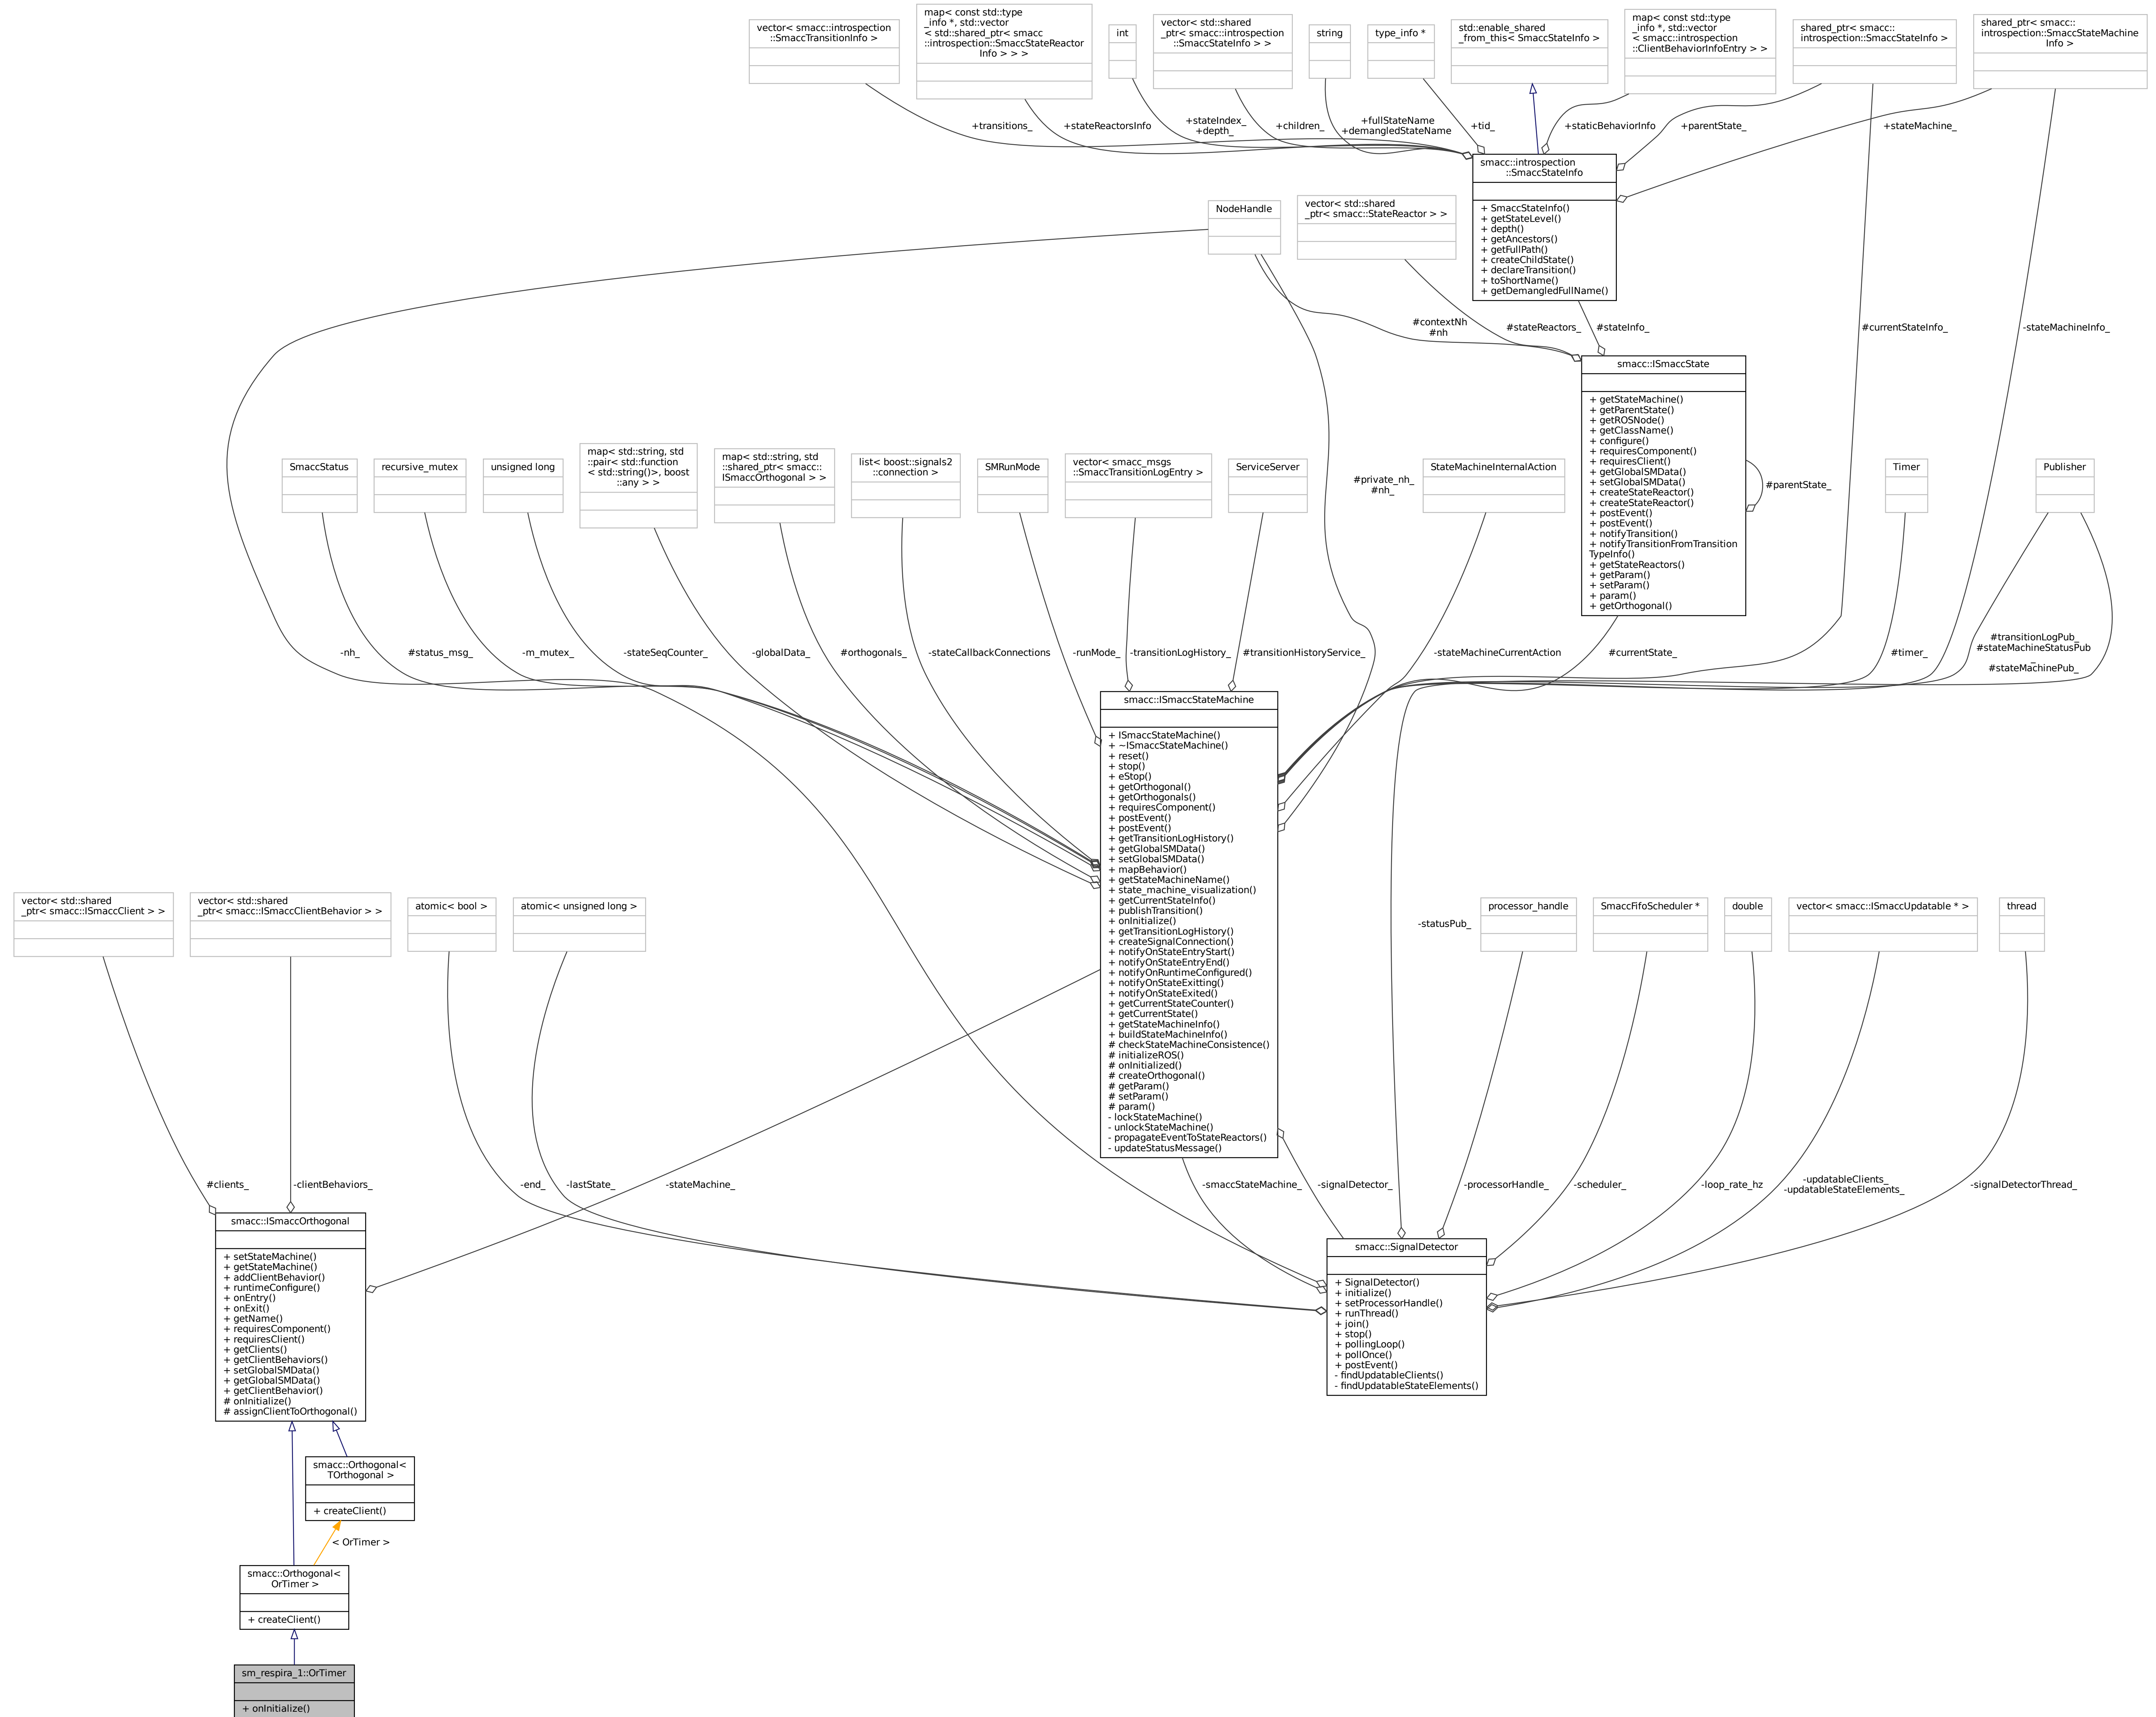 vector< smacc::introspection
::SmaccTransitionInfo >
map< const std::type
_info *, std::vector
< std::shared_ptr< smacc
::introspection::SmaccStateReactor
Info > > >
int
vector< std::shared
_ptr< smacc::introspection
::SmaccStateInfo > >
string
type_info *
std::enable_shared
_from_this< SmaccStateInfo >
map< const std::type
_info *, std::vector
< smacc::introspection
::ClientBehaviorInfoEntry > >
shared_ptr< smacc::
introspection::SmaccStateInfo >
shared_ptr< smacc::
introspection::SmaccStateMachine
Info >
+transitions_
+stateReactorsInfo
+stateIndex_
+depth_
+children_
+fullStateName
+demangledStateName
+tid_
+staticBehaviorInfo
+parentState_
+stateMachine_
smacc::introspection
::SmaccStateInfo
+ SmaccStateInfo()
+ getStateLevel()
+ depth()
+ getAncestors()
+ getFullPath()
+ createChildState()
+ declareTransition()
+ toShortName()
+ getDemangledFullName()
NodeHandle
vector< std::shared
_ptr< smacc::StateReactor > >
#contextNh
#nh
#stateReactors_
#stateInfo_
#currentStateInfo_
-stateMachineInfo_
smacc::ISmaccState
+ getStateMachine()
+ getParentState()
+ getROSNode()
+ getClassName()
+ configure()
+ requiresComponent()
+ requiresClient()
+ getGlobalSMData()
+ setGlobalSMData()
+ createStateReactor()
+ createStateReactor()
+ postEvent()
+ postEvent()
+ notifyTransition()
+ notifyTransitionFromTransition
TypeInfo()
+ getStateReactors()
+ getParam()
+ setParam()
+ param()
+ getOrthogonal()
#parentState_
SmaccStatus
recursive_mutex
unsigned long
map< std::string, std
::pair< std::function
< std::string()>, boost
::any > >
map< std::string, std
::shared_ptr< smacc::
ISmaccOrthogonal > >
list< boost::signals2
::connection >
SMRunMode
vector< smacc_msgs
::SmaccTransitionLogEntry >
ServiceServer
#private_nh_
#nh_
StateMachineInternalAction
Timer
Publisher
-nh_
#status_msg_
-m_mutex_
-stateSeqCounter_
-globalData_
#orthogonals_
-stateCallbackConnections
-runMode_
-transitionLogHistory_
#transitionHistoryService_
-stateMachineCurrentAction
#currentState_
#timer_
#transitionLogPub_
#stateMachineStatusPub
_
#stateMachinePub_
smacc::ISmaccStateMachine
+ ISmaccStateMachine()
+ ~ISmaccStateMachine()
+ reset()
+ stop()
+ eStop()
+ getOrthogonal()
+ getOrthogonals()
+ requiresComponent()
+ postEvent()
+ postEvent()
+ getTransitionLogHistory()
+ getGlobalSMData()
+ setGlobalSMData()
+ mapBehavior()
+ getStateMachineName()
+ state_machine_visualization()
+ getCurrentStateInfo()
+ publishTransition()
+ onInitialize()
+ getTransitionLogHistory()
+ createSignalConnection()
+ notifyOnStateEntryStart()
+ notifyOnStateEntryEnd()
+ notifyOnRuntimeConfigured()
+ notifyOnStateExitting()
+ notifyOnStateExited()
+ getCurrentStateCounter()
+ getCurrentState()
+ getStateMachineInfo()
+ buildStateMachineInfo()
# checkStateMachineConsistence()
# initializeROS()
# onInitialized()
# createOrthogonal()
# getParam()
# setParam()
# param()
- lockStateMachine()
- unlockStateMachine()
- propagateEventToStateReactors()
- updateStatusMessage()
vector< std::shared
_ptr< smacc::ISmaccClient > >
vector< std::shared
_ptr< smacc::ISmaccClientBehavior > >
atomic< bool >
atomic< unsigned long >
-statusPub_
processor_handle
SmaccFifoScheduler *
double
vector< smacc::ISmaccUpdatable * >
thread
#clients_
-clientBehaviors_
-end_
-lastState_
-stateMachine_
-smaccStateMachine_
-signalDetector_
-processorHandle_
-scheduler_
-loop_rate_hz
-updatableClients_
-updatableStateElements_
-signalDetectorThread_
smacc::ISmaccOrthogonal
+ setStateMachine()
+ getStateMachine()
+ addClientBehavior()
+ runtimeConfigure()
+ onEntry()
+ onExit()
+ getName()
+ requiresComponent()
+ requiresClient()
+ getClients()
+ getClientBehaviors()
+ setGlobalSMData()
+ getGlobalSMData()
+ getClientBehavior()
# onInitialize()
# assignClientToOrthogonal()
smacc::SignalDetector
+ SignalDetector()
+ initialize()
+ setProcessorHandle()
+ runThread()
+ join()
+ stop()
+ pollingLoop()
+ pollOnce()
+ postEvent()
- findUpdatableClients()
- findUpdatableStateElements()
smacc::Orthogonal<
TOrthogonal >
+ createClient()
< OrTimer >
smacc::Orthogonal<
OrTimer >
+ createClient()
sm_respira_1::OrTimer
+ onInitialize()